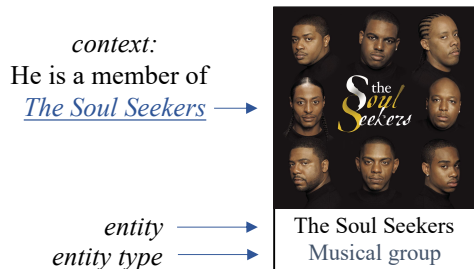 context:
He is a member of
The Soul Seekers
the
Soul
Seekers
entity
The Soul Seekers
entity type
Musical group